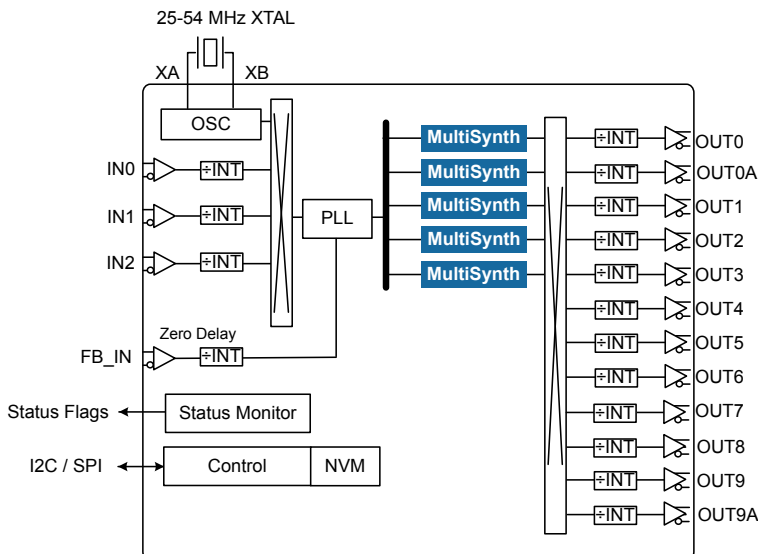 25-54 MHz XTAL
XA
XB
OSC
IN0
÷INT
IN1
÷INT
IN2
÷INT
PLL
Zero Delay
FB_IN
÷INT
Status Flags
Status Monitor
I2C / SPI
Control
NVM
MultiSynth
MultiSynth
MultiSynth
MultiSynth
MultiSynth
÷INT
OUT0
÷INT
OUT0A
÷INT
OUT1
÷INT
OUT2
÷INT
OUT3
÷INT
OUT4
÷INT
OUT5
÷INT
OUT6
÷INT
OUT7
÷INT
OUT8
÷INT
OUT9
÷INT
OUT9A